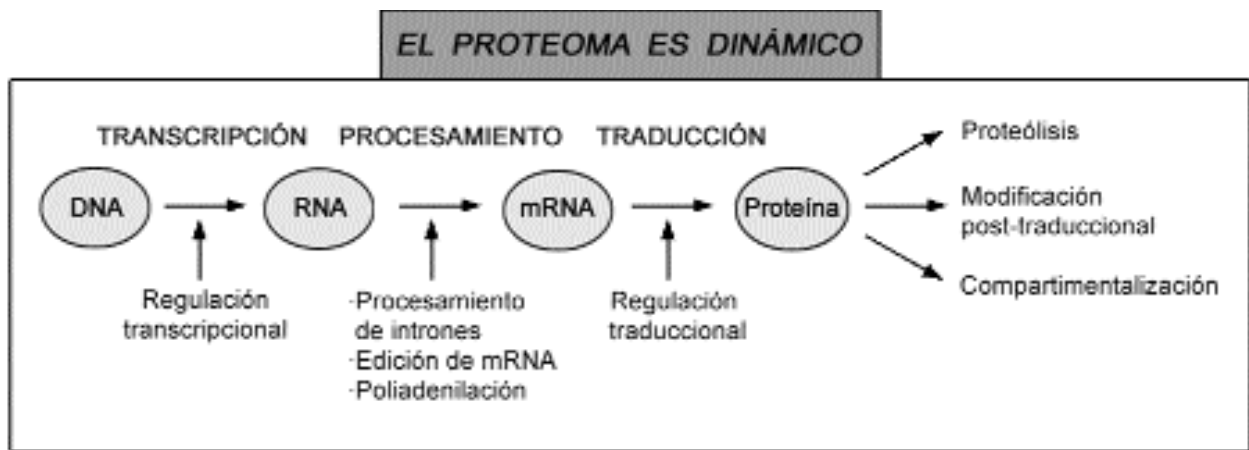 EL PROTEOMA ES DINÁMICO
TRANSCRIPCIÓN PROCESAMIENTO TRADUCCIÓN
DNA RNA mRNA Proteína
Proteólisis
Modificación
post-traduccional
Compartimentalización
Regulación
transcripcional
·Procesamiento
de intrones
·Edición de mRNA
·Poliadenilación
Regulación
traduccional